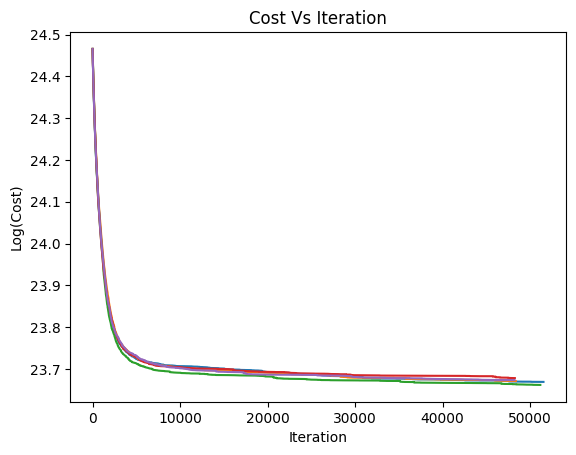 Cost Vs Iteration
24.5
24.4
24.3
24.2
24.1
24.0
23.9
23.8
23.7
Log(Cost)
0 10000 20000 30000 40000 50000
Iteration